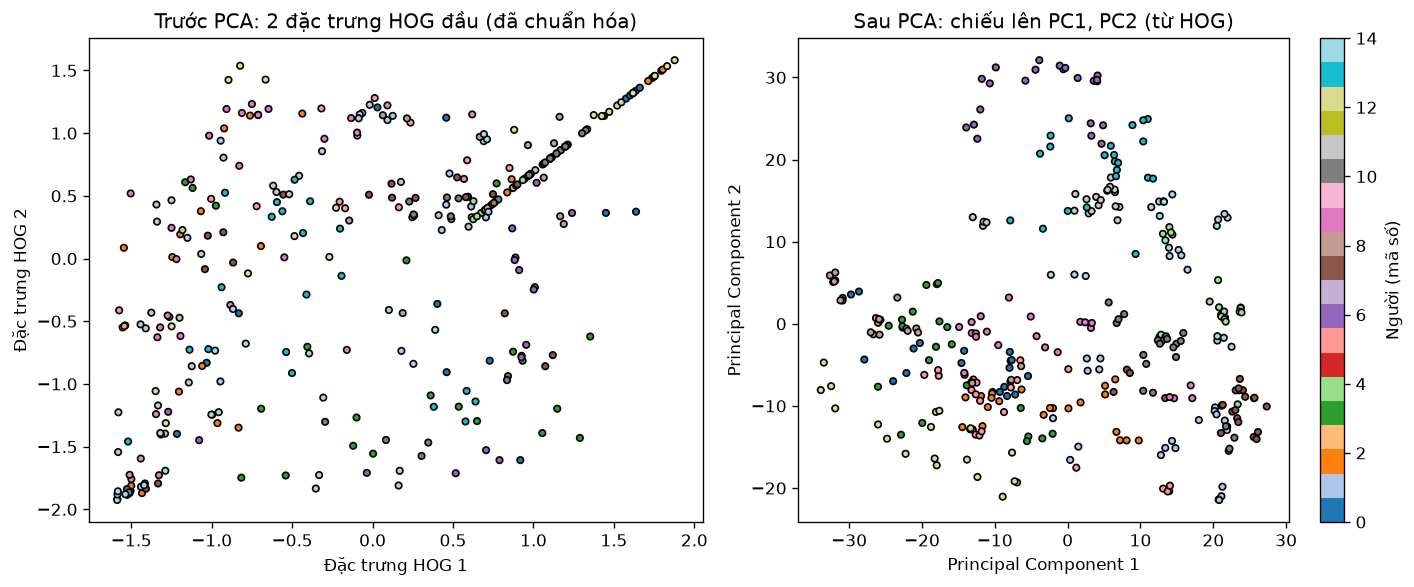 Trước PCA: 2 đặc trưng HOG đầu (đã chuẩn hóa)
Đặc trưng HOG 2
1.5
1.0
0.5
0.0
−0.5
−1.0
−1.5
−2.0
−1.5 −1.0 −0.5 0.0 0.5 1.0 1.5 2.0
Đặc trưng HOG 1
Sau PCA: chiếu lên PC1, PC2 (từ HOG)
Principal Component 2
30
20
10
0
−10
−20
−30 −20 −10 0 10 20 30
Principal Component 1
14
12
10
8
6
4
2
0
Người (mã số)